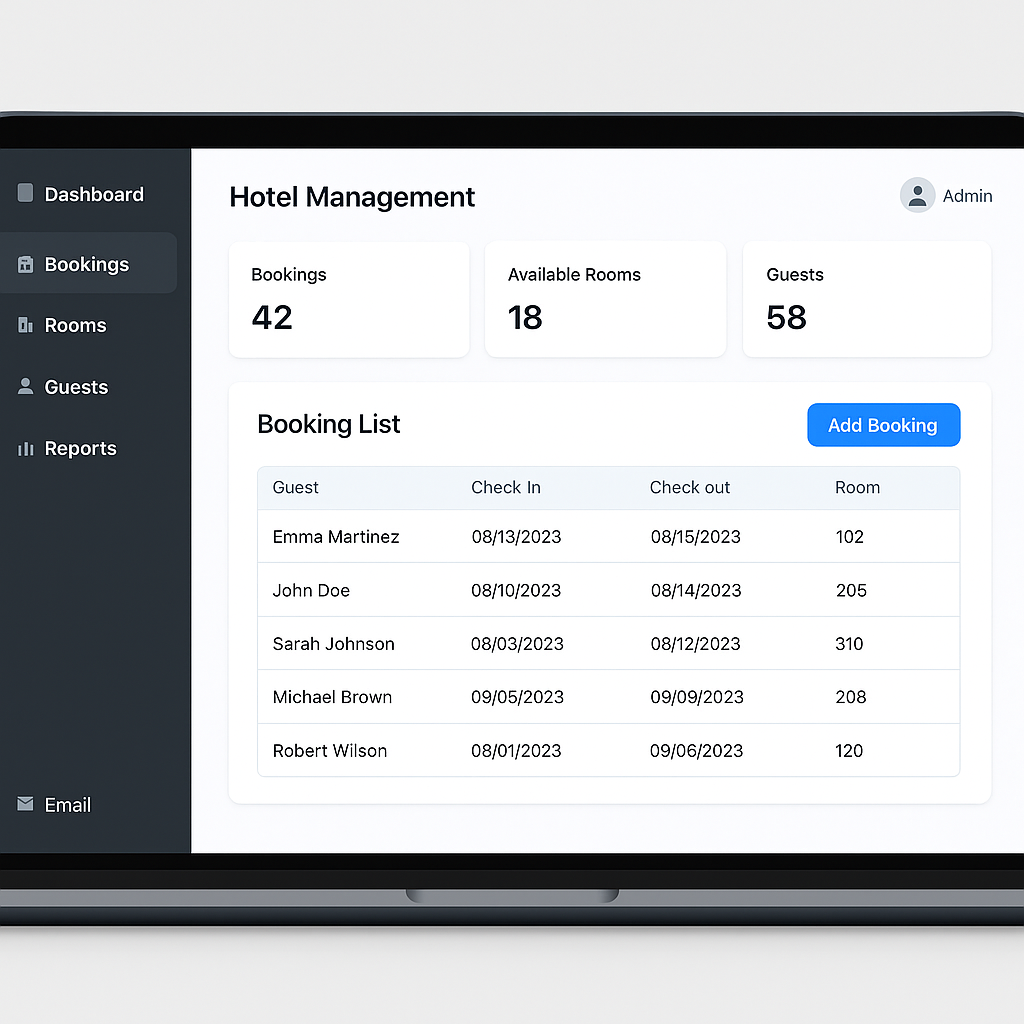 Dashboard
Bookings
Rooms
Guests
Reports
Email
Hotel Management
Admin
Bookings
42
Available Rooms
18
Guests
58
Booking List
Add Booking
Guest Check In Check out Room
Emma Martinez 08/13/2023 08/15/2023 102
John Doe 08/10/2023 08/14/2023 205
Sarah Johnson 08/03/2023 08/12/2023 310
Michael Brown 09/05/2023 09/09/2023 208
Robert Wilson 08/01/2023 09/06/2023 120